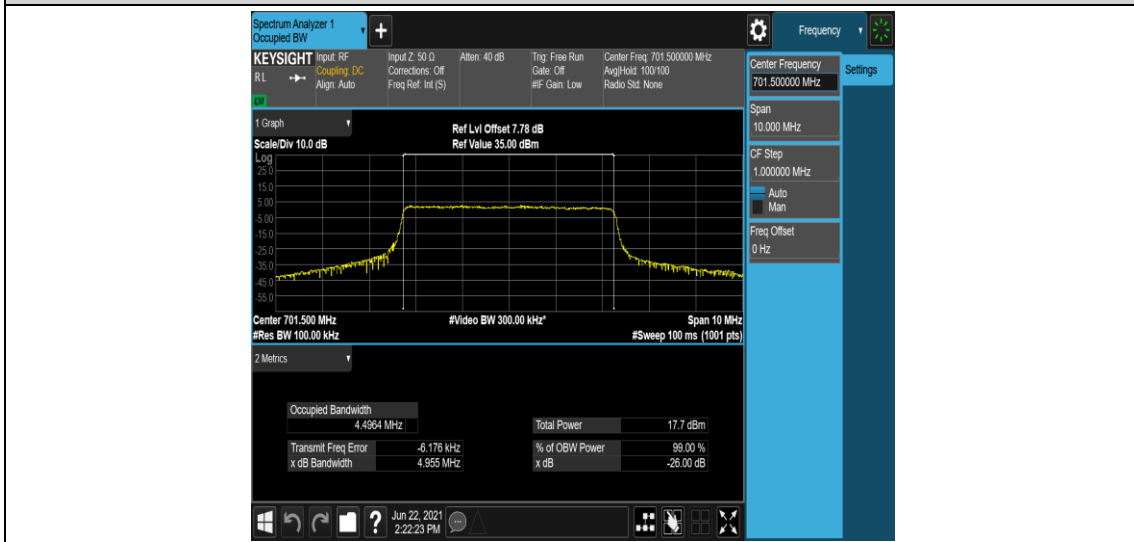 Spectrum Analyzer 1
Occupied BW
Frequency
KEYSIGHT
RL
LXI
Input: RF
Coupling: DC
Align: Auto
Input Z: 50 Ω
Corrections: Off
Freq Ref: Int (S)
Atten: 40 dB
Trig: Free Run
Gate: Off
#IF Gain: Low
Center Freq: 701.500000 MHz
Avg|Hold: 100/100
Radio Std: None
Center Frequency
701.500000 MHz
Settings
Span
10.000 MHz
CF Step
1.000000 MHz
Auto
Man
Freq Offset
0 Hz
1 Graph
Scale/Div 10.0 dB
Ref Lvl Offset 7.78 dB
Ref Value 35.00 dBm
Log
25.0
15.0
5.00
-5.00
-15.0
-25.0
-35.0
-45.0
-55.0
Center 701.500 MHz
#Res BW 100.00 kHz
#Video BW 300.00 kHz*
Span 10 MHz
#Sweep 100 ms (1001 pts)
2 Metrics
Occupied Bandwidth
4.4964 MHz
Total Power 17.7 dBm
Transmit Freq Error -6.176 kHz
% of OBW Power 99.00 %
x dB Bandwidth 4.955 MHz
x dB -26.00 dB
?
Jun 22, 2021
2:22:23 PM